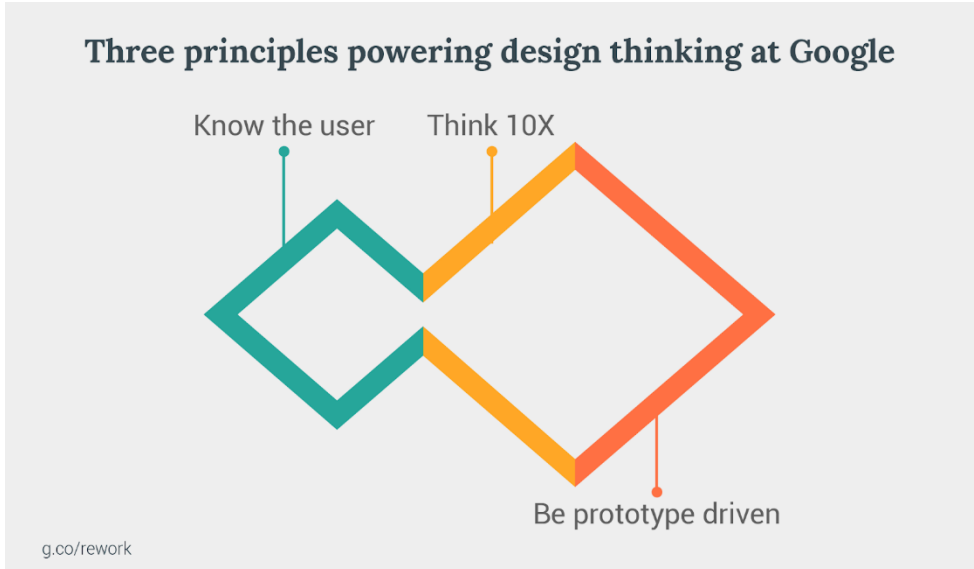 Three principles powering design thinking at Google
Know the user
Think 10X
Be prototype driven
g.co/rework